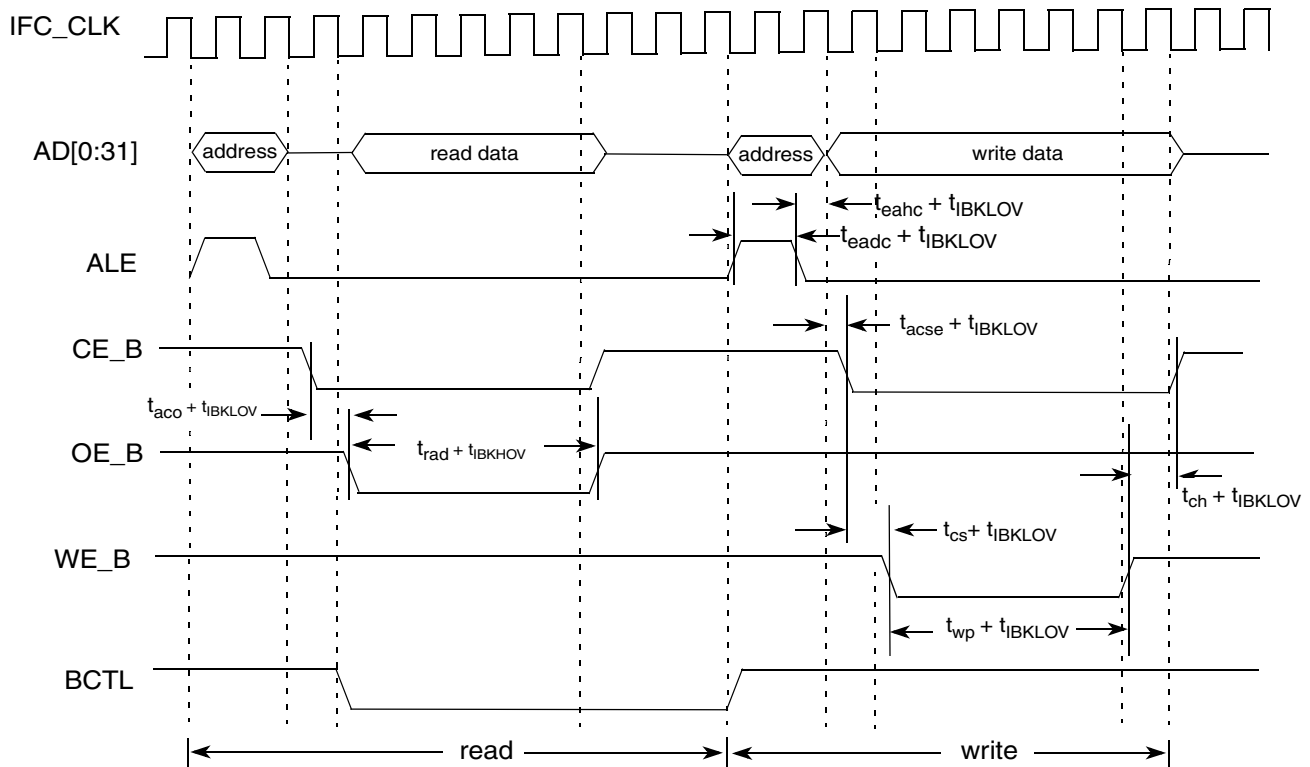 IFC_CLK
AD[0:31]
address
read data
address
write data
teahc + tIBKLOV
teadc + tIBKLOV
ALE
tacse + tIBKLOV
CE_B
taco + tIBKLOV
trad + tIBKHOV
OE_B
tch + tIBKLOV
tcs+ tIBKLOV
WE_B
twp + tIBKLOV
BCTL
read
write